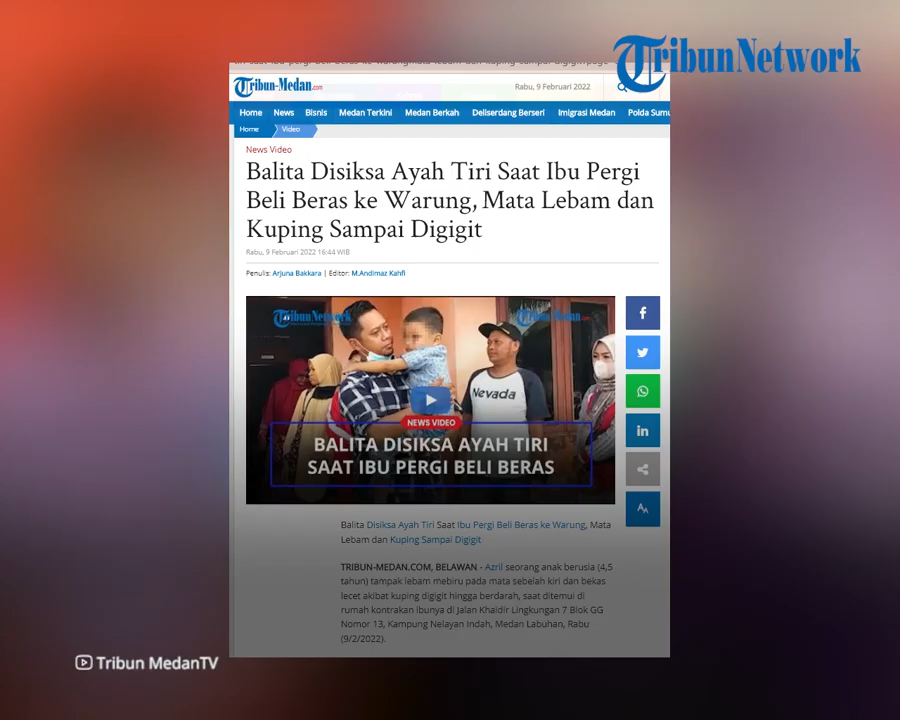 Tribun Network
Tribun-Medan.com
Rabu, 9 Februari 2022
Home News Bisnis Medan Terkini Medan Berkah Deliserdang Berseri Imigrasi Medan Polda Sumu
Home Video
News Video
Balita Disiksa Ayah Tiri Saat Ibu Pergi
Beli Beras ke Warung, Mata Lebam dan
Kuping Sampai Digigit
Rabu, 9 Februari 2022 16:44 WIB
Penulis: Arjuna Bakkara | Editor: M.Andimaz Kahfi
Tribun Network
Nevada
NEWS VIDEO
BALITA DISIKSA AYAH TIRI
SAAT IBU PERGI BELI BERAS
Balita Disiksa Ayah Tiri Saat Ibu Pergi Beli Beras ke Warung, Mata
Lebam dan Kuping Sampai Digigit
TRIBUN-MEDAN.COM, BELAWAN - Azril seorang anak berusia (4,5
tahun) tampak lebam mebiru pada mata sebelah kiri dan bekas
lecet akibat kuping digigit hingga berdarah, saat ditemui di
rumah kontrakan ibunya di Jalan Khaidir Lingkungan 7 Blok GG
Nomor 13, Kampung Nelayan Indah, Medan Labuhan, Rabu
(9/2/2022).
Tribun MedanTV